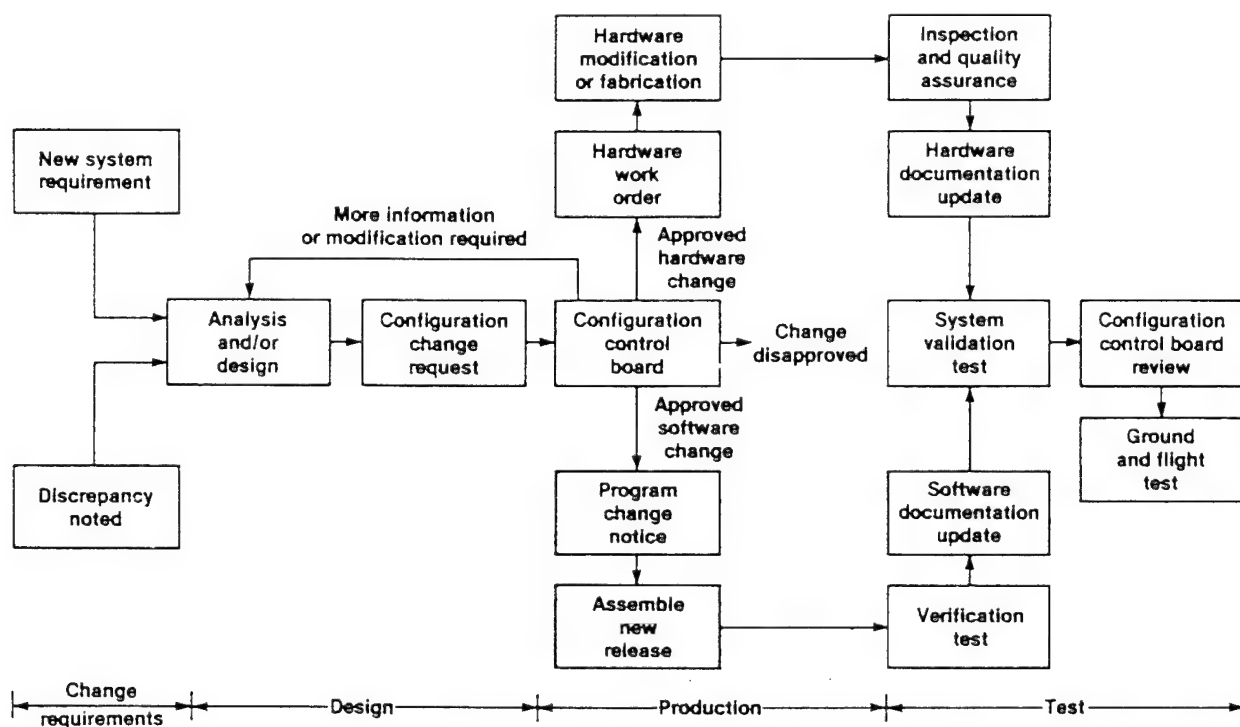 Hardware
modification
or fabrication
Inspection
and quality
assurance
New system
requirement
Hardware
work
order
Hardware
documentation
update
More information
or modification required
Approved
hardware
change
Analysis
and/or
design
Configuration
change
request
Configuration
control
board
Change
disapproved
System
validation
test
Configuration
control board
review
Approved
software
change
Ground
and flight
test
Discrepancy
noted
Program
change
notice
Software
documentation
update
Assemble
new
release
Verification
test
Change
requirements
Design
Production
Test